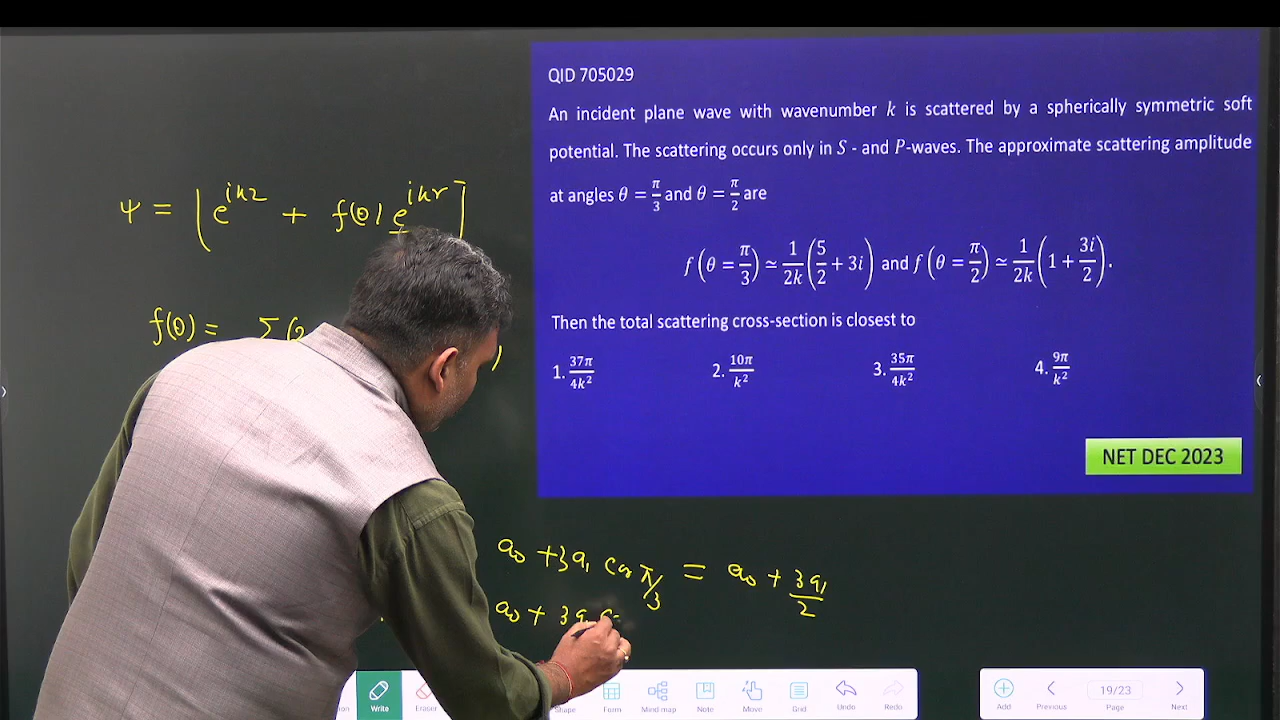 QID 705029
An incident plane wave with wavenumber k is scattered by a spherically symmetric soft
potential. The scattering occurs only in S - and P-waves. The approximate scattering amplitude
at angles θ = π/3 and θ = π/2 are
f(θ = π/3) ≃ 1/2k (5/2 + 3i) and f(θ = π/2) ≃ 1/2k (1 + 3i/2).
Then the total scattering cross-section is closest to
1. 37π/4k² 2. 10π/k² 3. 35π/4k² 4. 9π/k²
NET DEC 2023
ψ = [e^{ikz} + f(θ) e^{ikr}]
f(θ) = Σ (2
a₀ + 3a₁ cos π/3 = a₀ + 3a₁/2
a₀ + 3a₁
Write
Eraser
Shape
Form
Mind map
Note
Move
Grid
Undo
Redo
Add
Previous
19/23
Page
Next